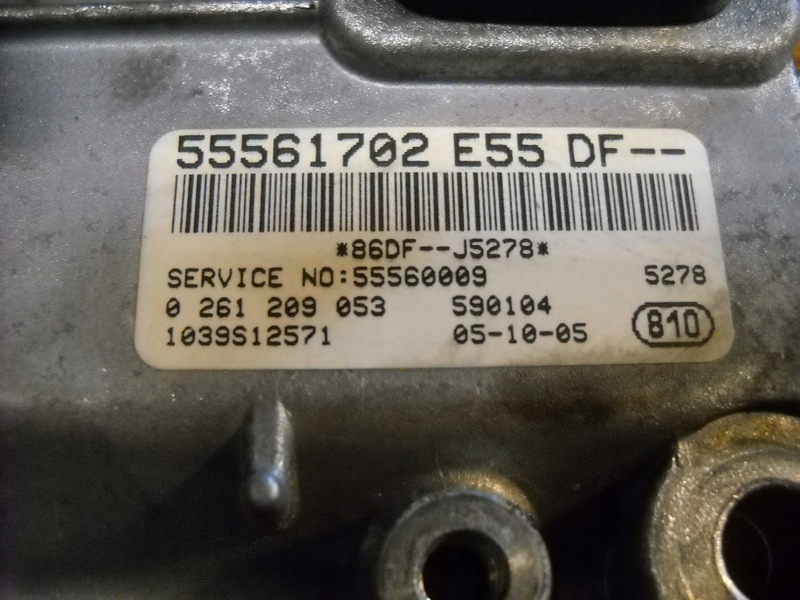 55561702 E55 DF--
*86DF--J5278*
SERVICE NO:55560009 5278
0 261 209 053 590104
1039S12571 05-10-05 810